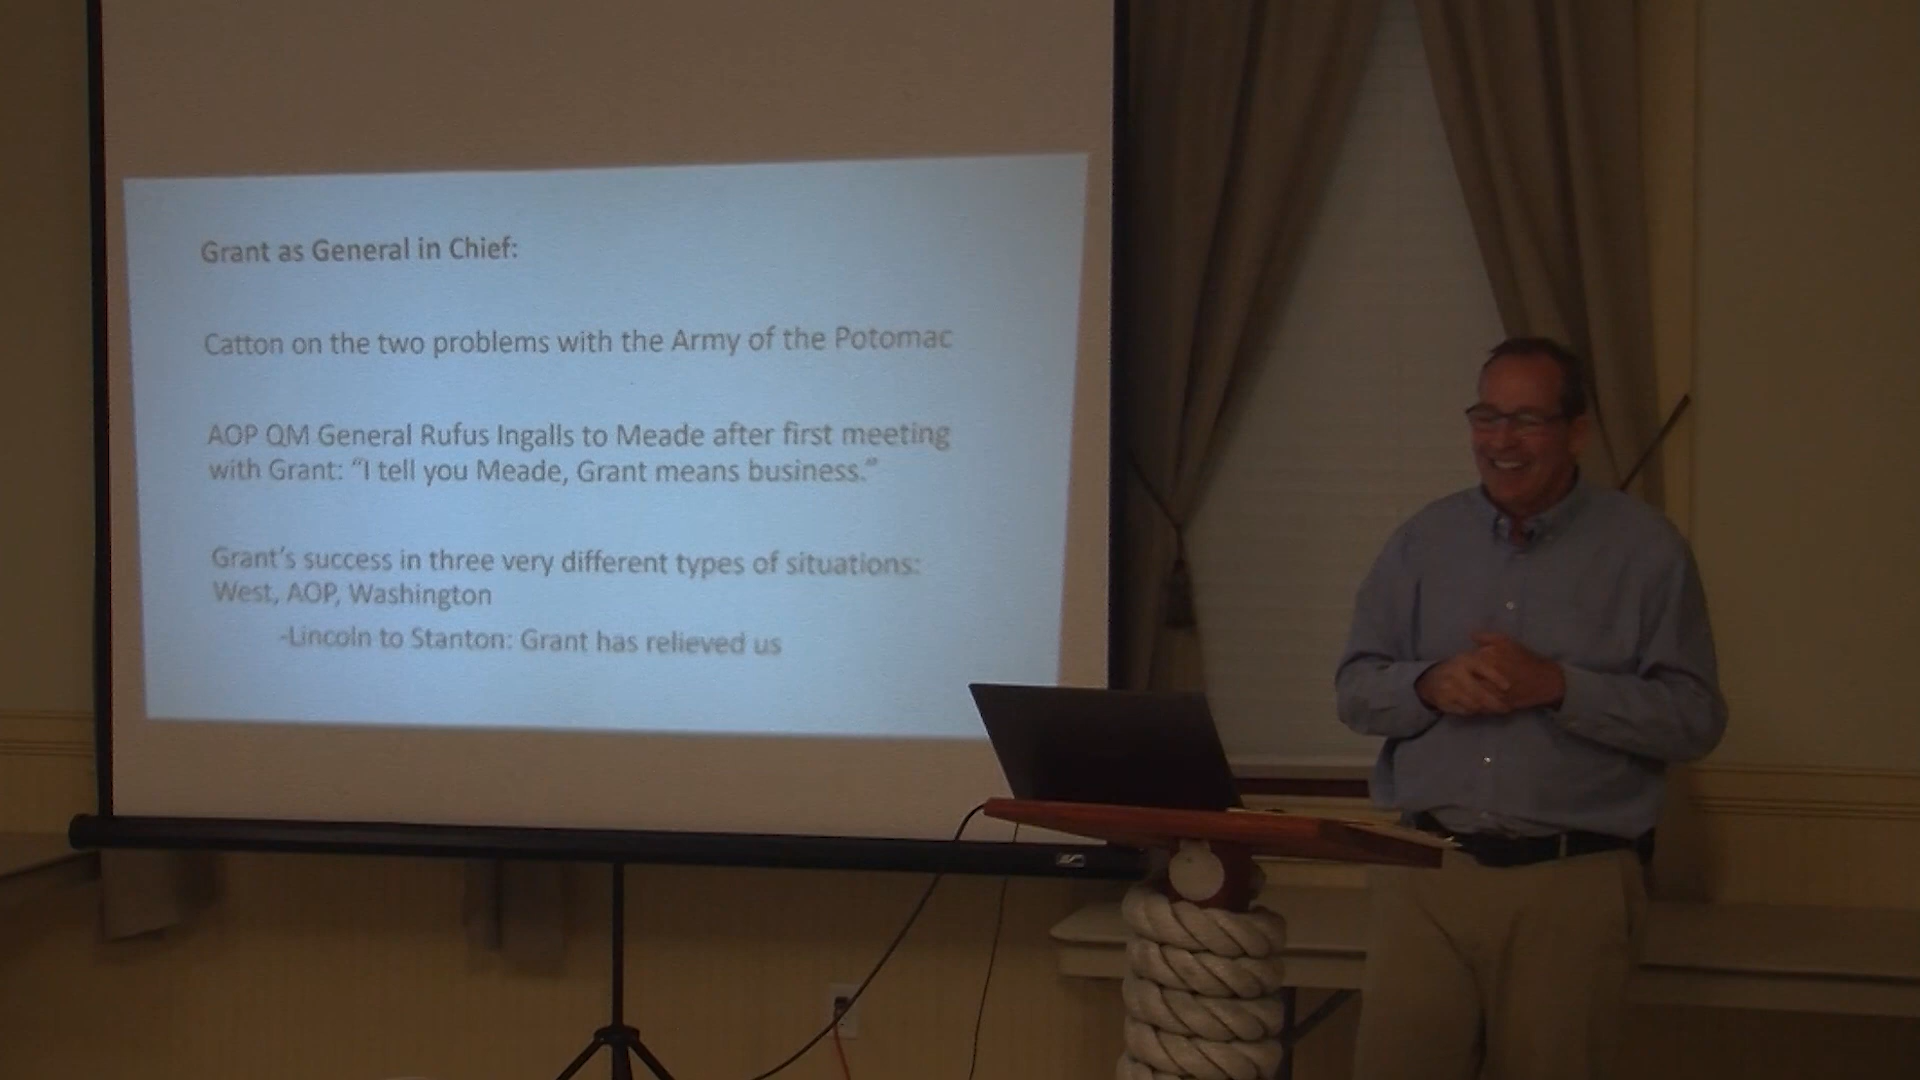 Grant as General in Chief:
Catton on the two problems with the Army of the Potomac
AOP QM General Rufus Ingalls to Meade after first meeting
with Grant: “I tell you Meade, Grant means business.”
Grant’s success in three very different types of situations:
West, AOP, Washington
-Lincoln to Stanton: Grant has relieved us